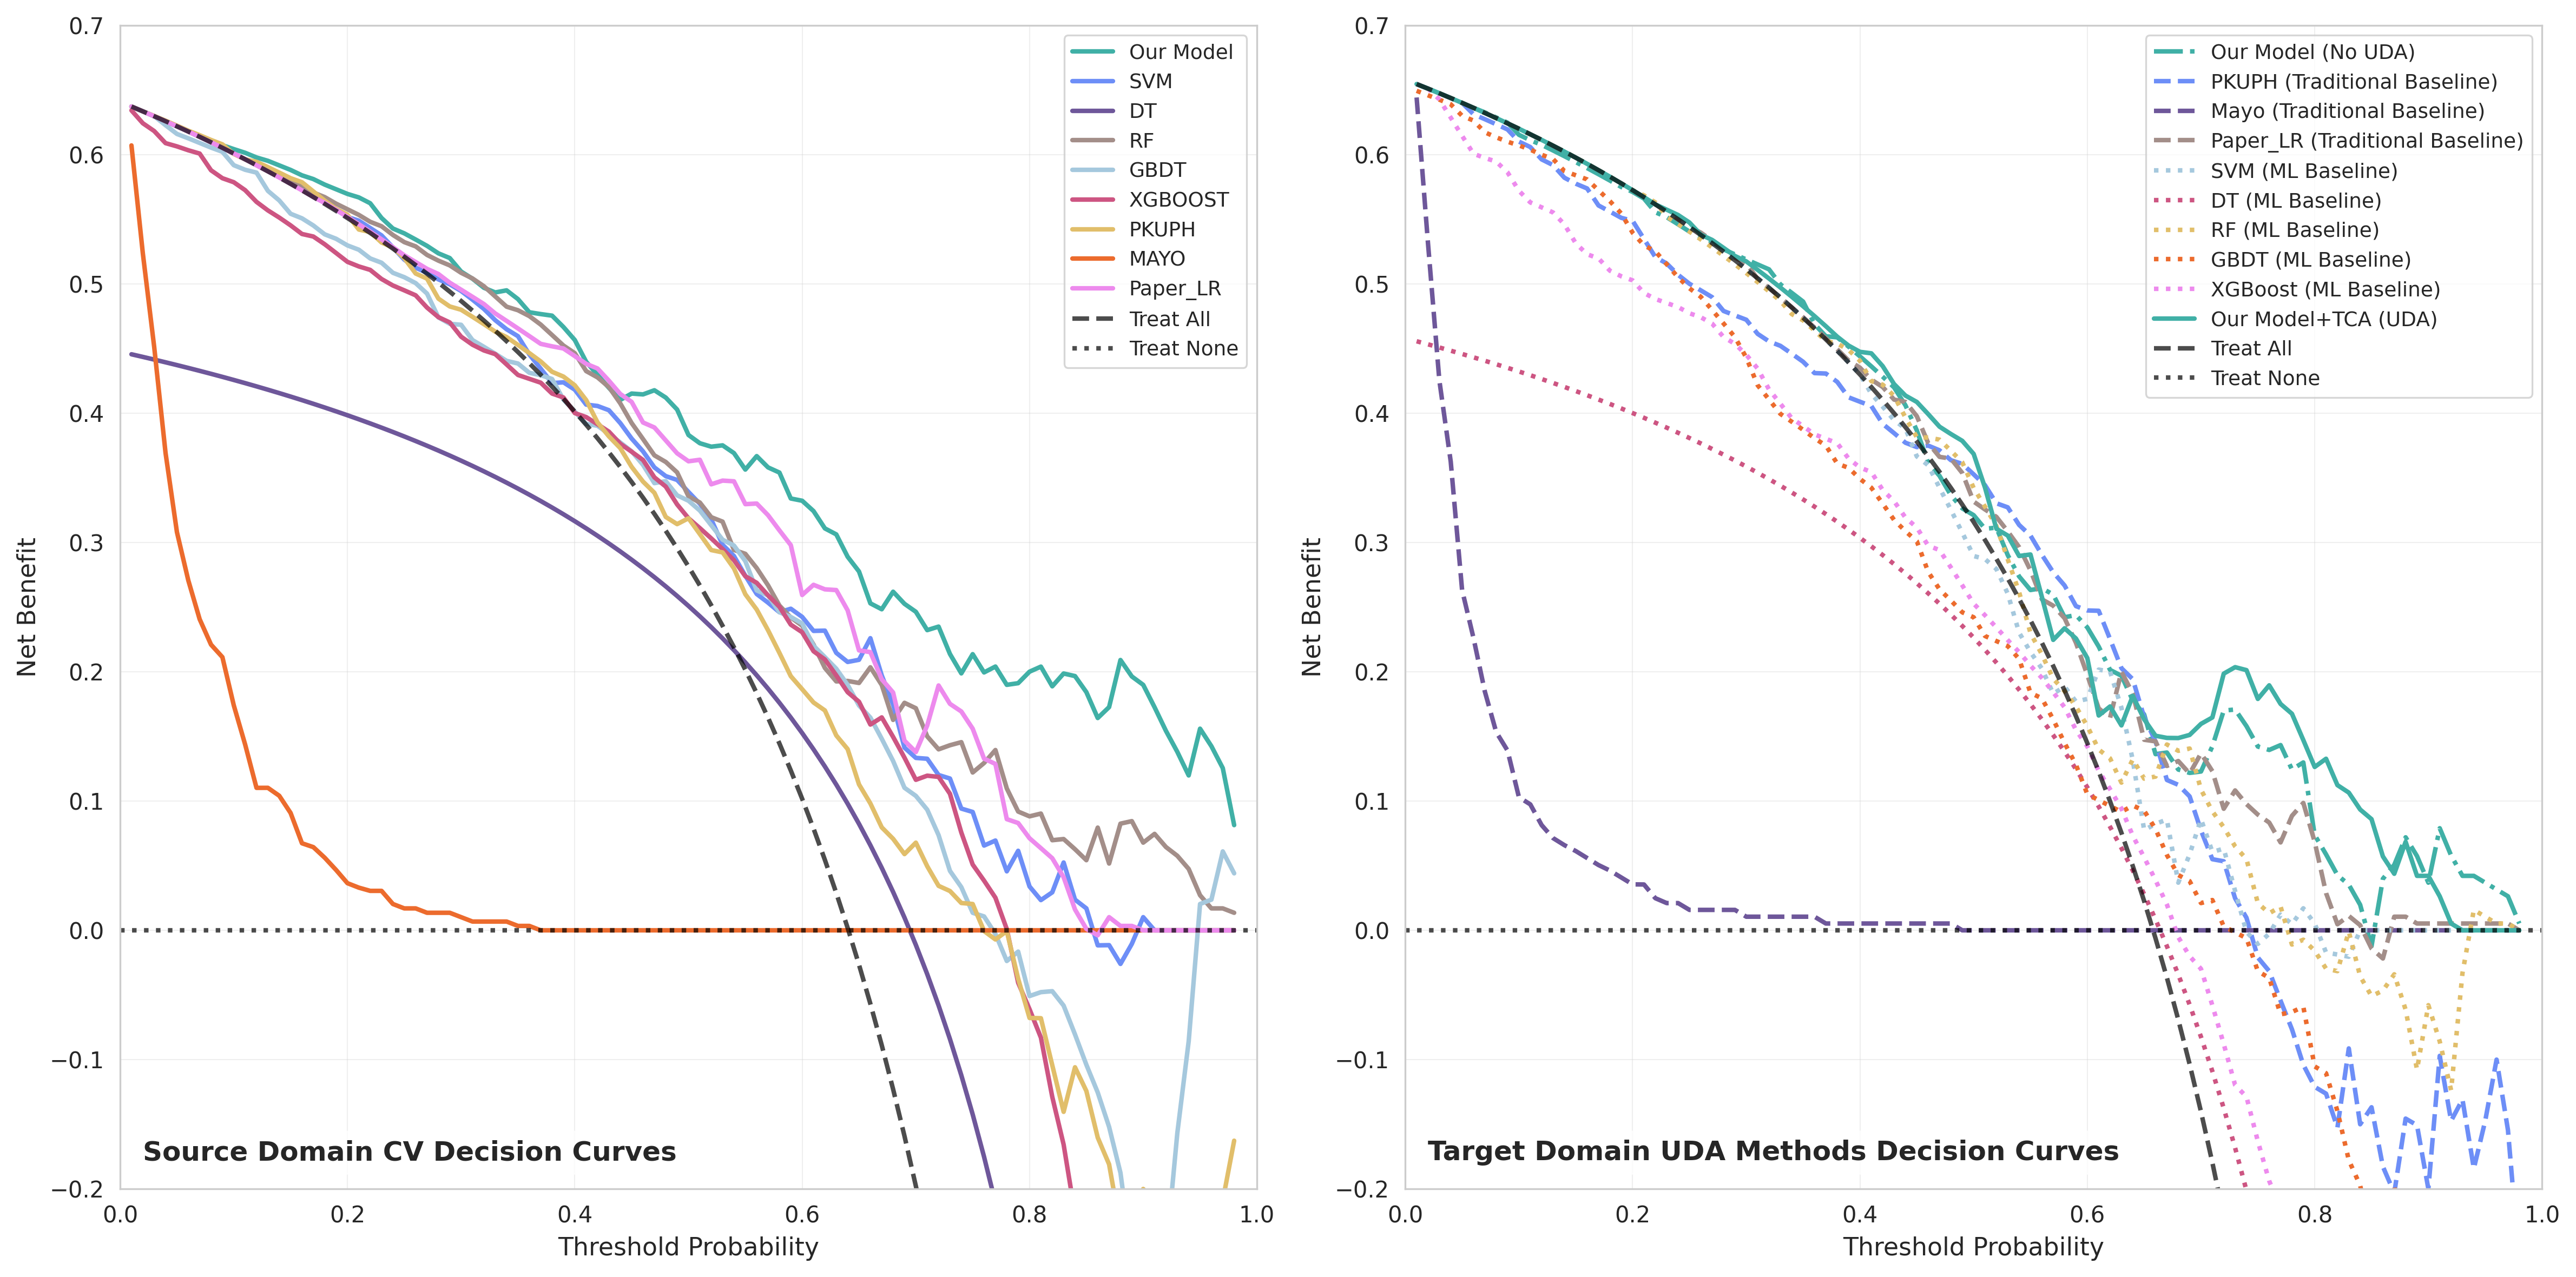 0.7
0.6
0.5
0.4
0.3
0.2
0.1
0.0
−0.1
−0.2
Net Benefit
0.0 0.2 0.4 0.6 0.8 1.0
Threshold Probability
Our Model
SVM
DT
RF
GBDT
XGBOOST
PKUPH
MAYO
Paper_LR
Treat All
Treat None
Source Domain CV Decision Curves
0.7
0.6
0.5
0.4
0.3
0.2
0.1
0.0
−0.1
−0.2
Net Benefit
0.0 0.2 0.4 0.6 0.8 1.0
Threshold Probability
Our Model (No UDA)
PKUPH (Traditional Baseline)
Mayo (Traditional Baseline)
Paper_LR (Traditional Baseline)
SVM (ML Baseline)
DT (ML Baseline)
RF (ML Baseline)
GBDT (ML Baseline)
XGBoost (ML Baseline)
Our Model+TCA (UDA)
Treat All
Treat None
Target Domain UDA Methods Decision Curves